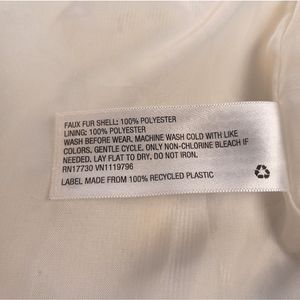 FAUX FUR SHELL: 100% POLYESTER
LINING: 100% POLYESTER
WASH BEFORE WEAR. MACHINE WASH COLD WITH LIKE
COLORS, GENTLE CYCLE, ONLY NON-CHLORINE BLEACH IF
NEEDED, LAY FLAT TO DRY. DO NOT IRON.
RN17730 VN1119796
LABEL MADE FROM 100% RECYCLED PLASTIC